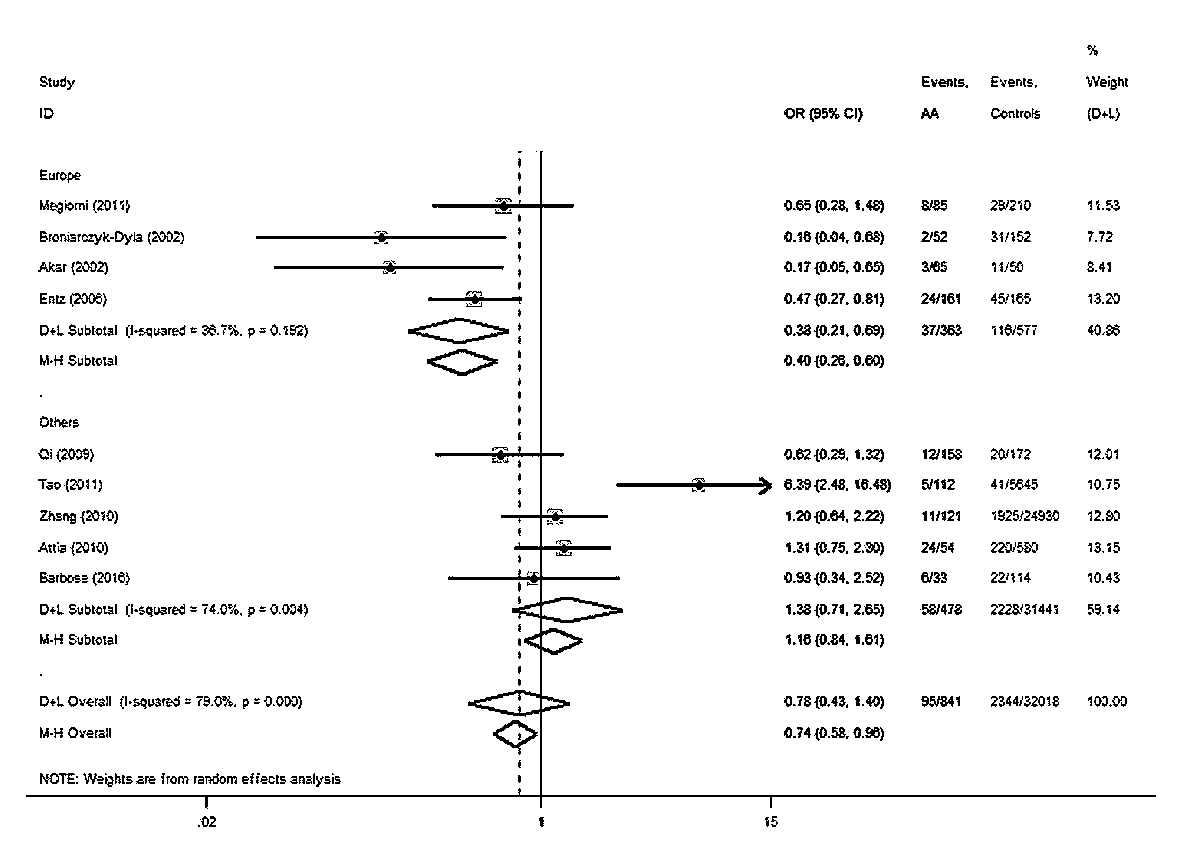 %
Study Events, Events, Weight
ID OR (95% CI) AA Controls (D+L)
Europe
Megiorni (2011) 0.65 (0.28, 1.48) 8/85 29/210 11.53
Broniarczyk-Dyla (2002) 0.16 (0.04, 0.68) 2/52 31/152 7.72
Akar (2002) 0.17 (0.05, 0.65) 3/65 11/50 8.41
Entz (2006) 0.47 (0.27, 0.81) 24/161 45/165 13.20
D+L Subtotal (I-squared = 36.7%, p = 0.192) 0.38 (0.21, 0.69) 37/363 116/577 40.86
M-H Subtotal 0.40 (0.26, 0.60)
.
Others
Qi (2009) 0.62 (0.29, 1.32) 12/158 20/172 12.01
Tao (2011) 6.39 (2.48, 16.48) 5/112 41/5645 10.75
Zhang (2010) 1.20 (0.64, 2.22) 11/121 1925/24930 12.80
Attia (2010) 1.31 (0.75, 2.30) 24/54 220/580 13.15
Barbosa (2016) 0.93 (0.34, 2.52) 6/33 22/114 10.43
D+L Subtotal (I-squared = 74.0%, p = 0.004) 1.38 (0.71, 2.65) 58/478 2228/31441 59.14
M-H Subtotal 1.16 (0.84, 1.61)
.
D+L Overall (I-squared = 79.0%, p = 0.000) 0.78 (0.43, 1.40) 95/841 2344/32018 100.00
M-H Overall 0.74 (0.58, 0.96)
NOTE: Weights are from random effects analysis
.02 1 15